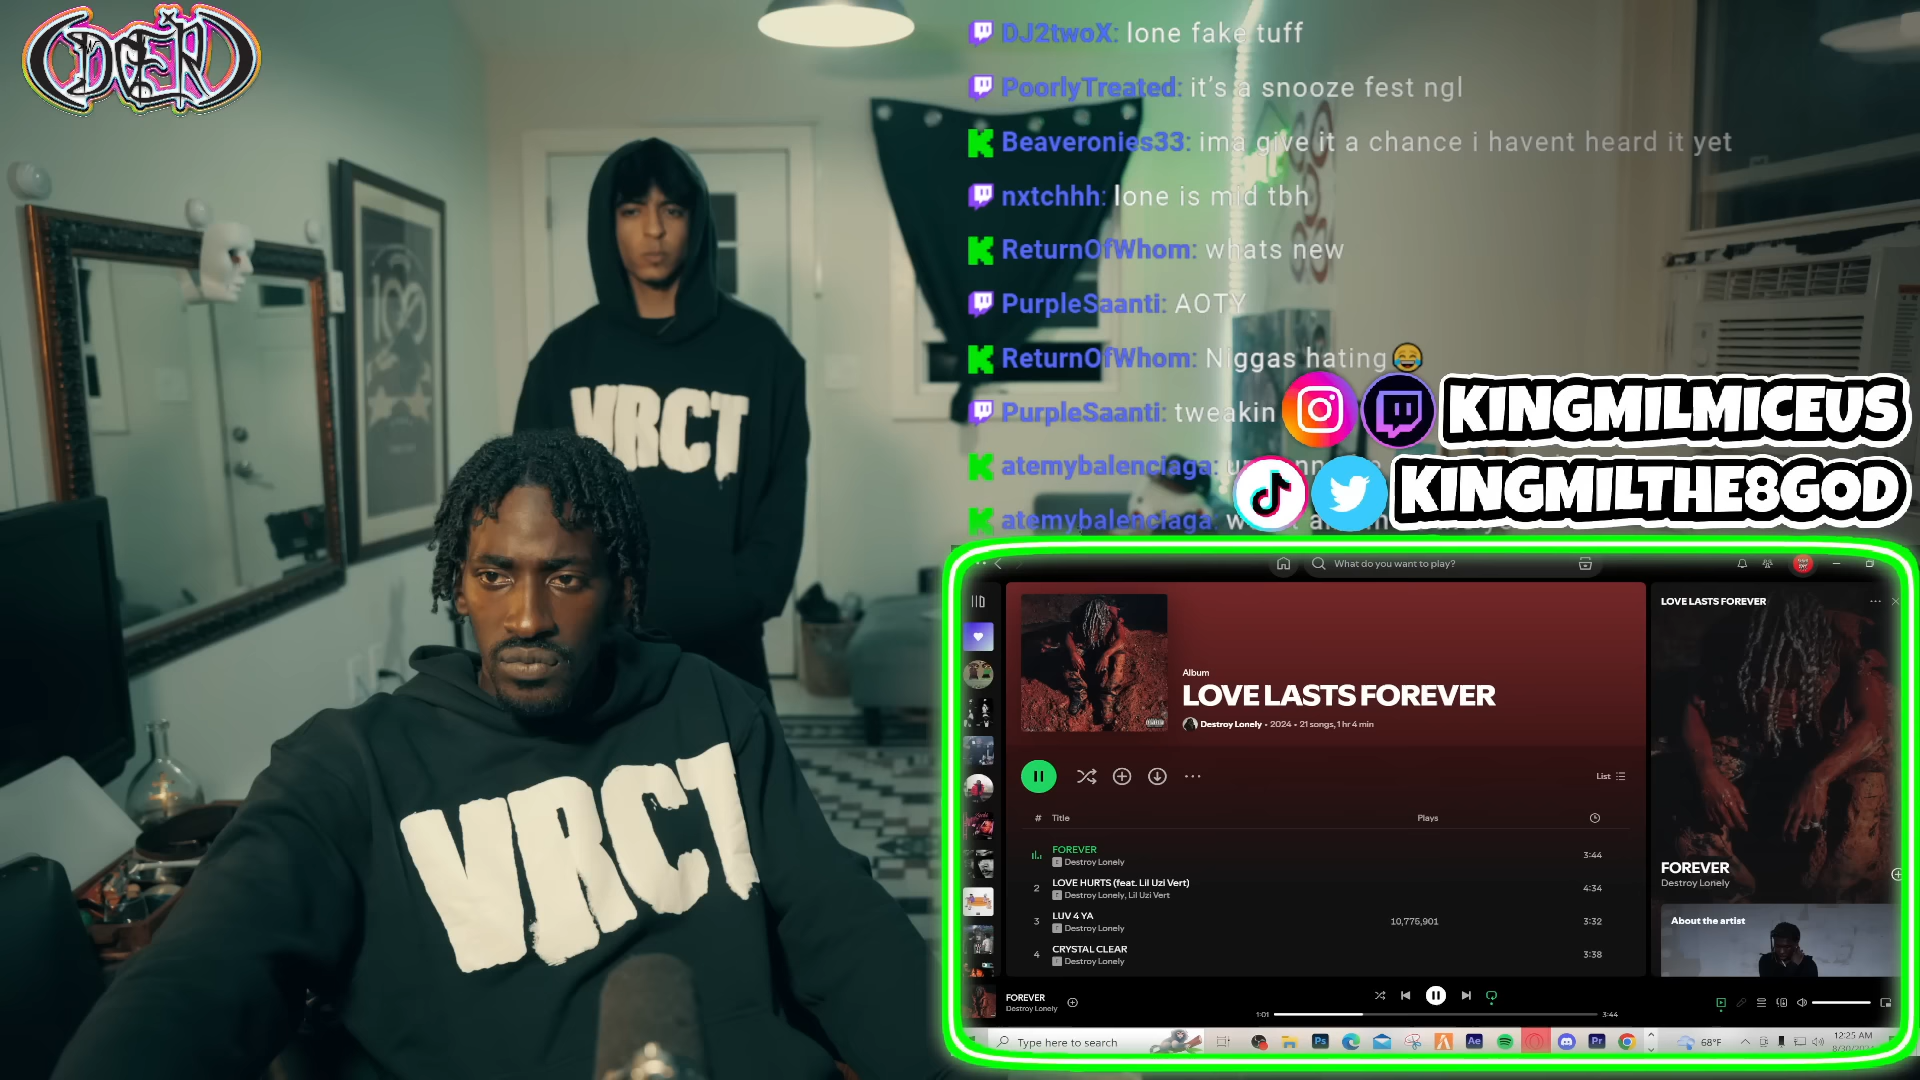 DCERO
DJ2twoX: lone fake tuff
PoorlyTreated: it's a snooze fest ngl
Beaveronies33: ima give it a chance i havent heard it yet
nxtchhh: lone is mid tbh
ReturnOfWhom: whats new
PurpleSaanti: AOTY
ReturnOfWhom: Niggas hating😂
PurpleSaanti: tweakin
KINGMILMICEUS
atemybalenciaga:
KINGMILTHE8GOD
atemybalenciaga:
VRCT
VRCT
What do you want to play?
LOVE LASTS FOREVER
Album
LOVE LASTS FOREVER
Destroy Lonely • 2024 • 21 songs, 1 hr 4 min
List
# Title Plays
FOREVER 3:44
E Destroy Lonely
2 LOVE HURTS (feat. Lil Uzi Vert) 4:34
E Destroy Lonely, Lil Uzi Vert
3 LUV 4 YA 10,775,901 3:32
E Destroy Lonely
4 CRYSTAL CLEAR 3:38
E Destroy Lonely
FOREVER
Destroy Lonely
About the artist
FOREVER
Destroy Lonely
1:01 3:44
Type here to search
Ps
Ae
Pr
68°F
12:25 AM